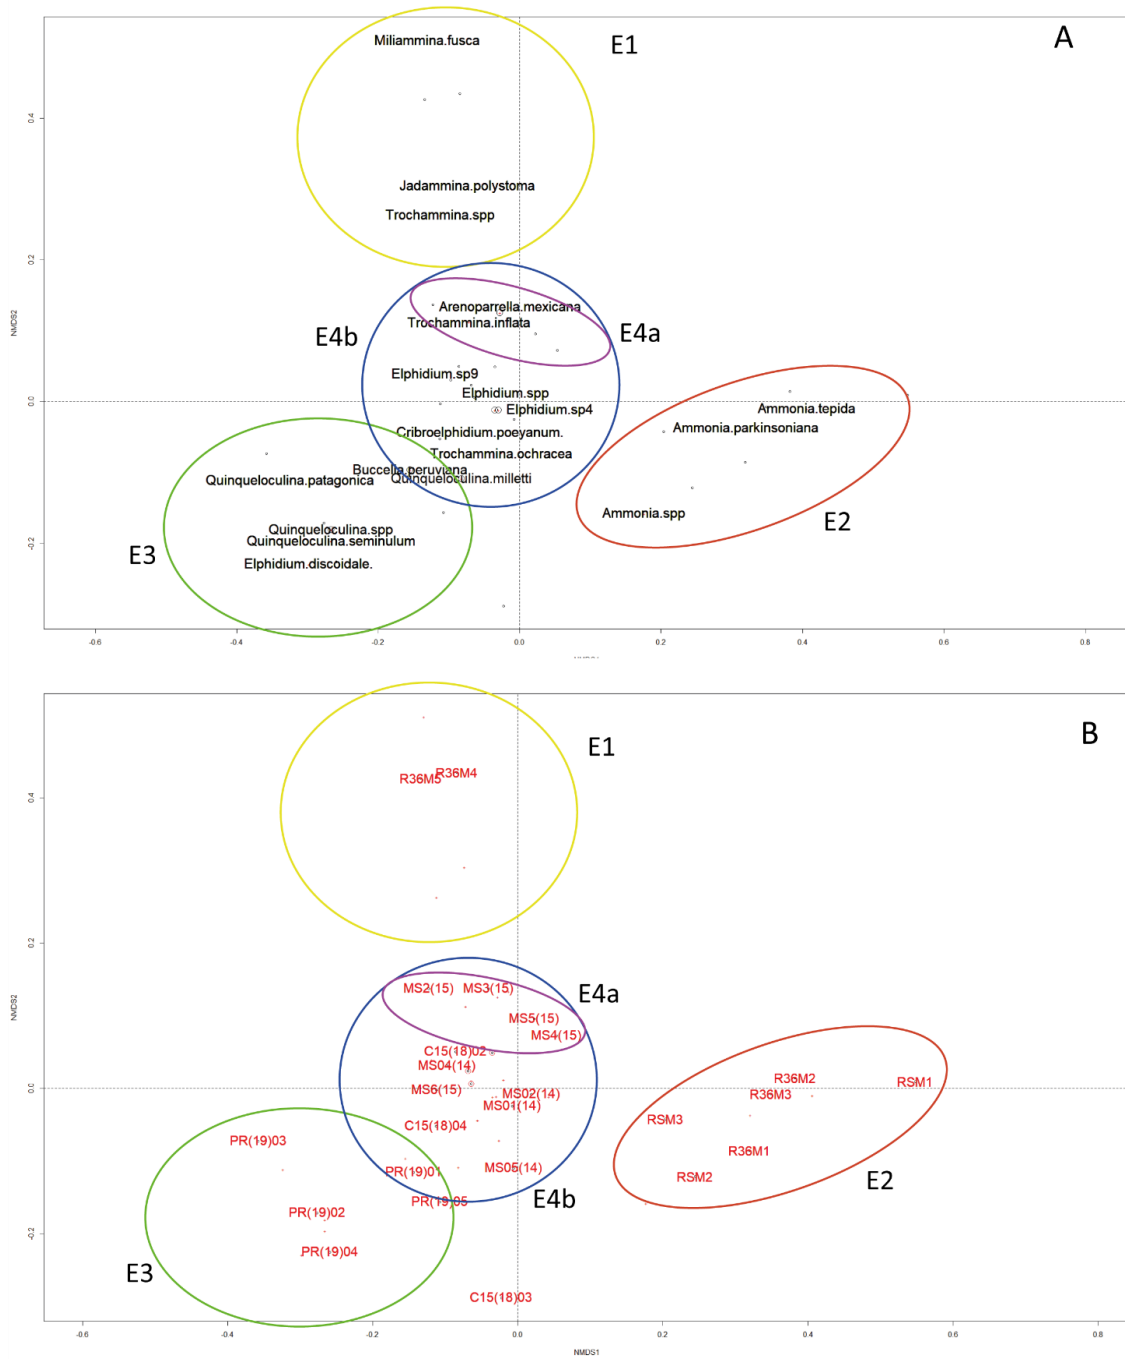 Miliammina.fusca
E1
A
0.4
Jadammina.polystoma
Trochammina.spp
0.2
NMDS2
Arenoparrella.mexicana
Trochammina.inflata
E4b
E4a
Elphidium.sp9
Elphidium.spp
0.0
Elphidium.sp4
Ammonia.tepida
Cribroelphidium.poeyanum.
Ammonia.parkinsoniana
Trochammina.ochracea
Buccella.peruviana
Quinqueloculina.patagonica
Quinqueloculina.milletti
Ammonia.spp
E2
Quinqueloculina.spp
Quinqueloculina.seminulum
-0.2
E3
Elphidium.discoidale.
-0.6 -0.4 -0.2 0.0 0.2 0.4 0.6 0.8
NMDS1
B
E1
R36M5 R36M4
0.4
0.2
E4a
MS2(15) MS3(15)
NMDS2
MS5(15)
MS4(15)
C15(18)02
MS04(14)
R36M2
RSM1
0.0
MS6(15)
MS02(14)
R36M3
MS01(14)
RSM3
C15(18)04
PR(19)03
R36M1
MS05(14)
PR(19)01
RSM2
E2
E4b
PR(19)05
PR(19)02
-0.2
PR(19)04
E3
C15(18)03
-0.6 -0.4 -0.2 0.0 0.2 0.4 0.6 0.8
NMDS1